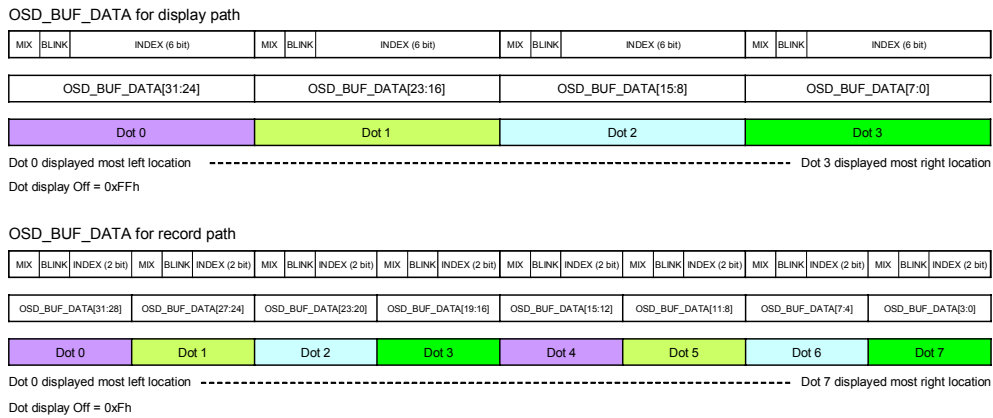 OSD_BUF_DATA for display path
MIX BLINK INDEX (6 bit) MIX BLINK INDEX (6 bit) MIX BLINK INDEX (6 bit) MIX BLINK INDEX (6 bit)
OSD_BUF_DATA[31:24] OSD_BUF_DATA[23:16] OSD_BUF_DATA[15:8] OSD_BUF_DATA[7:0]
Dot 0 Dot 1 Dot 2 Dot 3
Dot 0 displayed most left location Dot 3 displayed most right location
Dot display Off = 0xFFh
OSD_BUF_DATA for record path
MIX BLINK INDEX (2 bit) MIX BLINK INDEX (2 bit) MIX BLINK INDEX (2 bit) MIX BLINK INDEX (2 bit) MIX BLINK INDEX (2 bit) MIX BLINK INDEX (2 bit) MIX BLINK INDEX (2 bit) MIX BLINK INDEX (2 bit)
OSD_BUF_DATA[31:28] OSD_BUF_DATA[27:24] OSD_BUF_DATA[23:20] OSD_BUF_DATA[19:16] OSD_BUF_DATA[15:12] OSD_BUF_DATA[11:8] OSD_BUF_DATA[7:4] OSD_BUF_DATA[3:0]
Dot 0 Dot 1 Dot 2 Dot 3 Dot 4 Dot 5 Dot 6 Dot 7
Dot 0 displayed most left location Dot 7 displayed most right location
Dot display Off = 0xFh